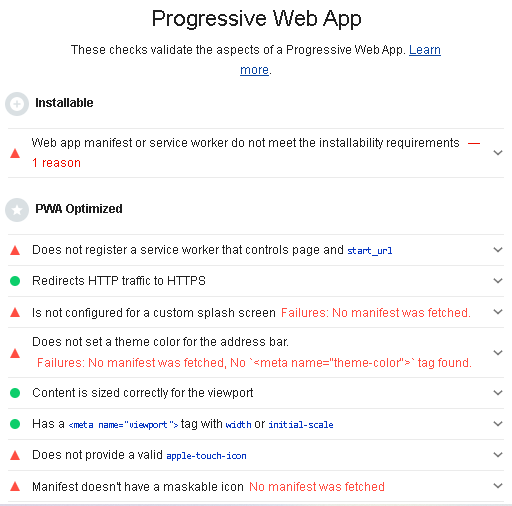 Progressive Web App
These checks validate the aspects of a Progressive Web App. Learn
more.
Installable
Web app manifest or service worker do not meet the installability requirements —
1 reason
PWA Optimized
Does not register a service worker that controls page and start_url
Redirects HTTP traffic to HTTPS
Is not configured for a custom splash screen Failures: No manifest was fetched.
Does not set a theme color for the address bar.
Failures: No manifest was fetched, No `<meta name="theme-color">` tag found.
Content is sized correctly for the viewport
Has a <meta name="viewport"> tag with width or initial-scale
Does not provide a valid apple-touch-icon
Manifest doesn't have a maskable icon No manifest was fetched